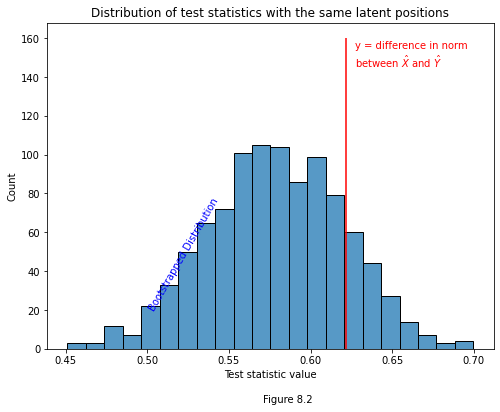 Distribution of test statistics with the same latent positions
y = difference in norm
between X̂ and Ŷ
Bootstrapped Distribution
Count
160
140
120
100
80
60
40
20
0
0.45 0.50 0.55 0.60 0.65 0.70
Test statistic value
Figure 8.2